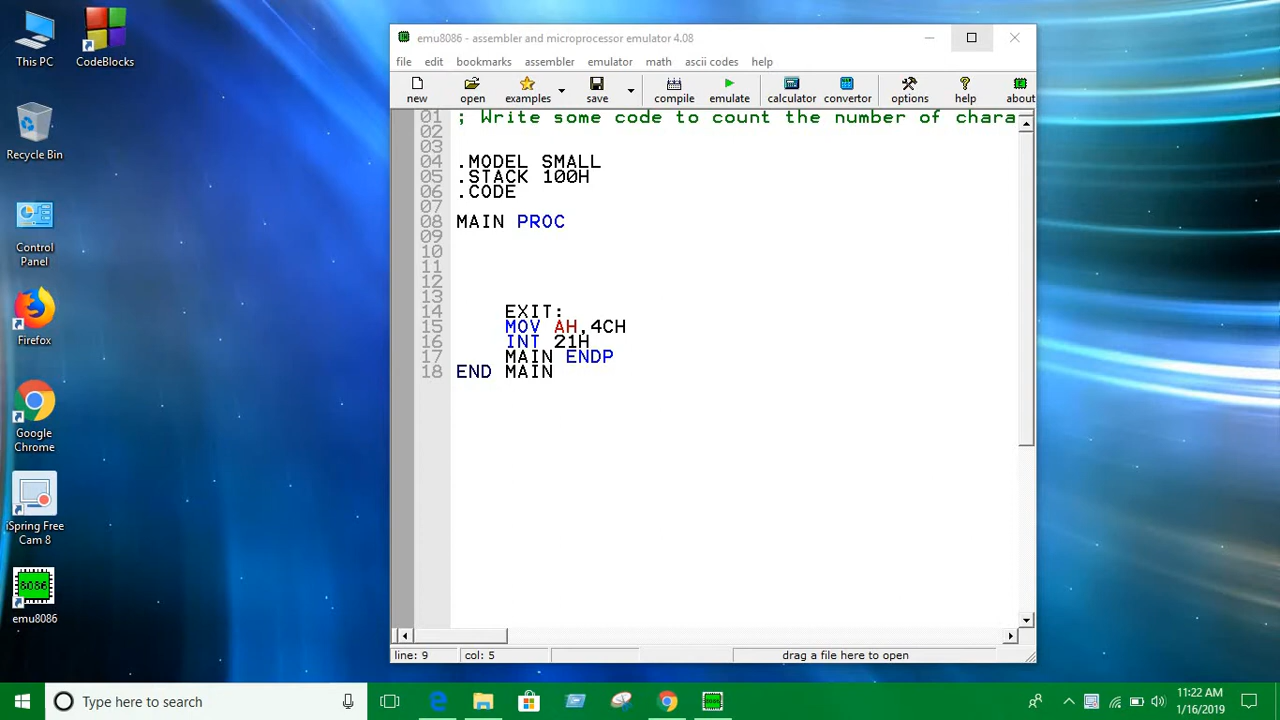 This PC
CodeBlocks
Recycle Bin
Control
Panel
Firefox
Google
Chrome
iSpring Free
Cam 8
8086
emu8086
emu8086 - assembler and microprocessor emulator 4.08
file edit bookmarks assembler emulator math ascii codes help
new open examples save compile emulate calculator convertor options help about
01 ; Write some code to count the number of chara
02
03
04 .MODEL SMALL
05 .STACK 100H
06 .CODE
07
08 MAIN PROC
09
10
11
12
13
14 EXIT:
15 MOV AH,4CH
16 INT 21H
17 MAIN ENDP
18 END MAIN
line: 9 col: 5 drag a file here to open
Type here to search
11:22 AM
1/16/2019